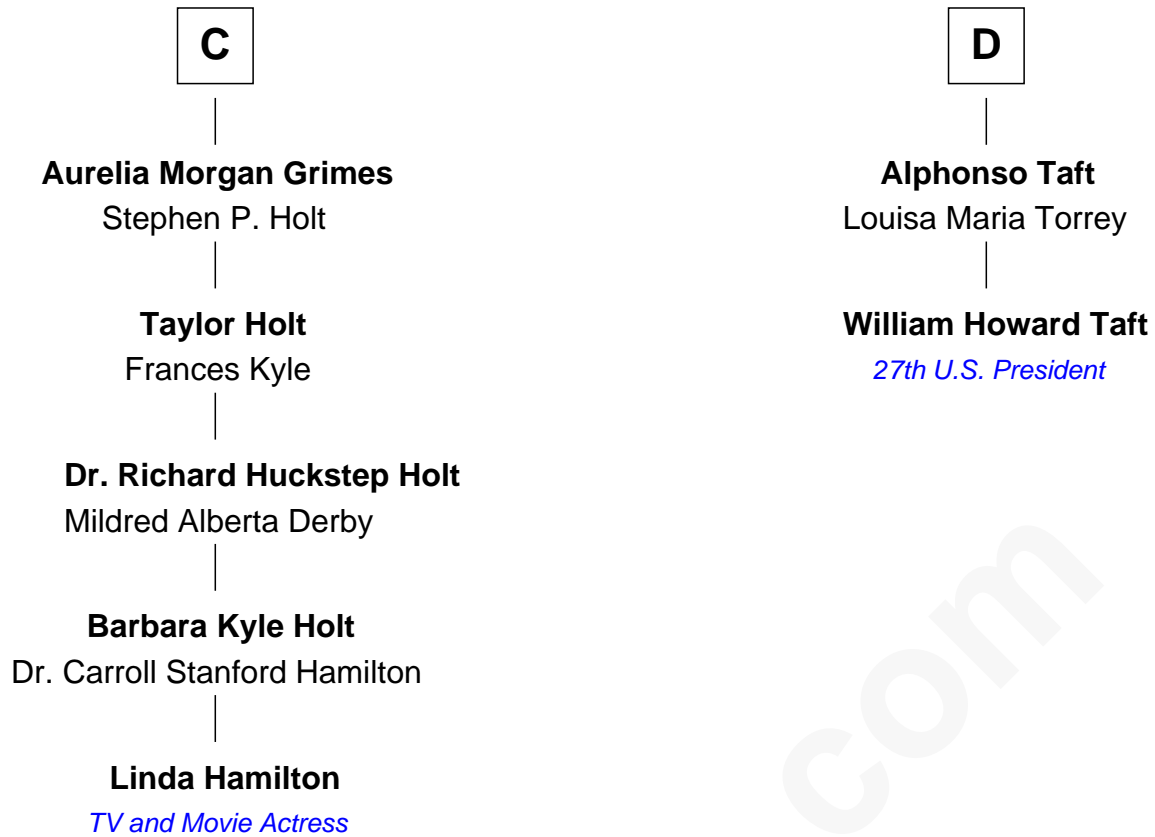 C
Aurelia Morgan Grimes
Stephen P. Holt
Taylor Holt
Frances Kyle
Dr. Richard Huckstep Holt
Mildred Alberta Derby
Barbara Kyle Holt
Dr. Carroll Stanford Hamilton
Linda Hamilton
TV and Movie Actress
D
Alphonso Taft
Louisa Maria Torrey
William Howard Taft
27th U.S. President
com